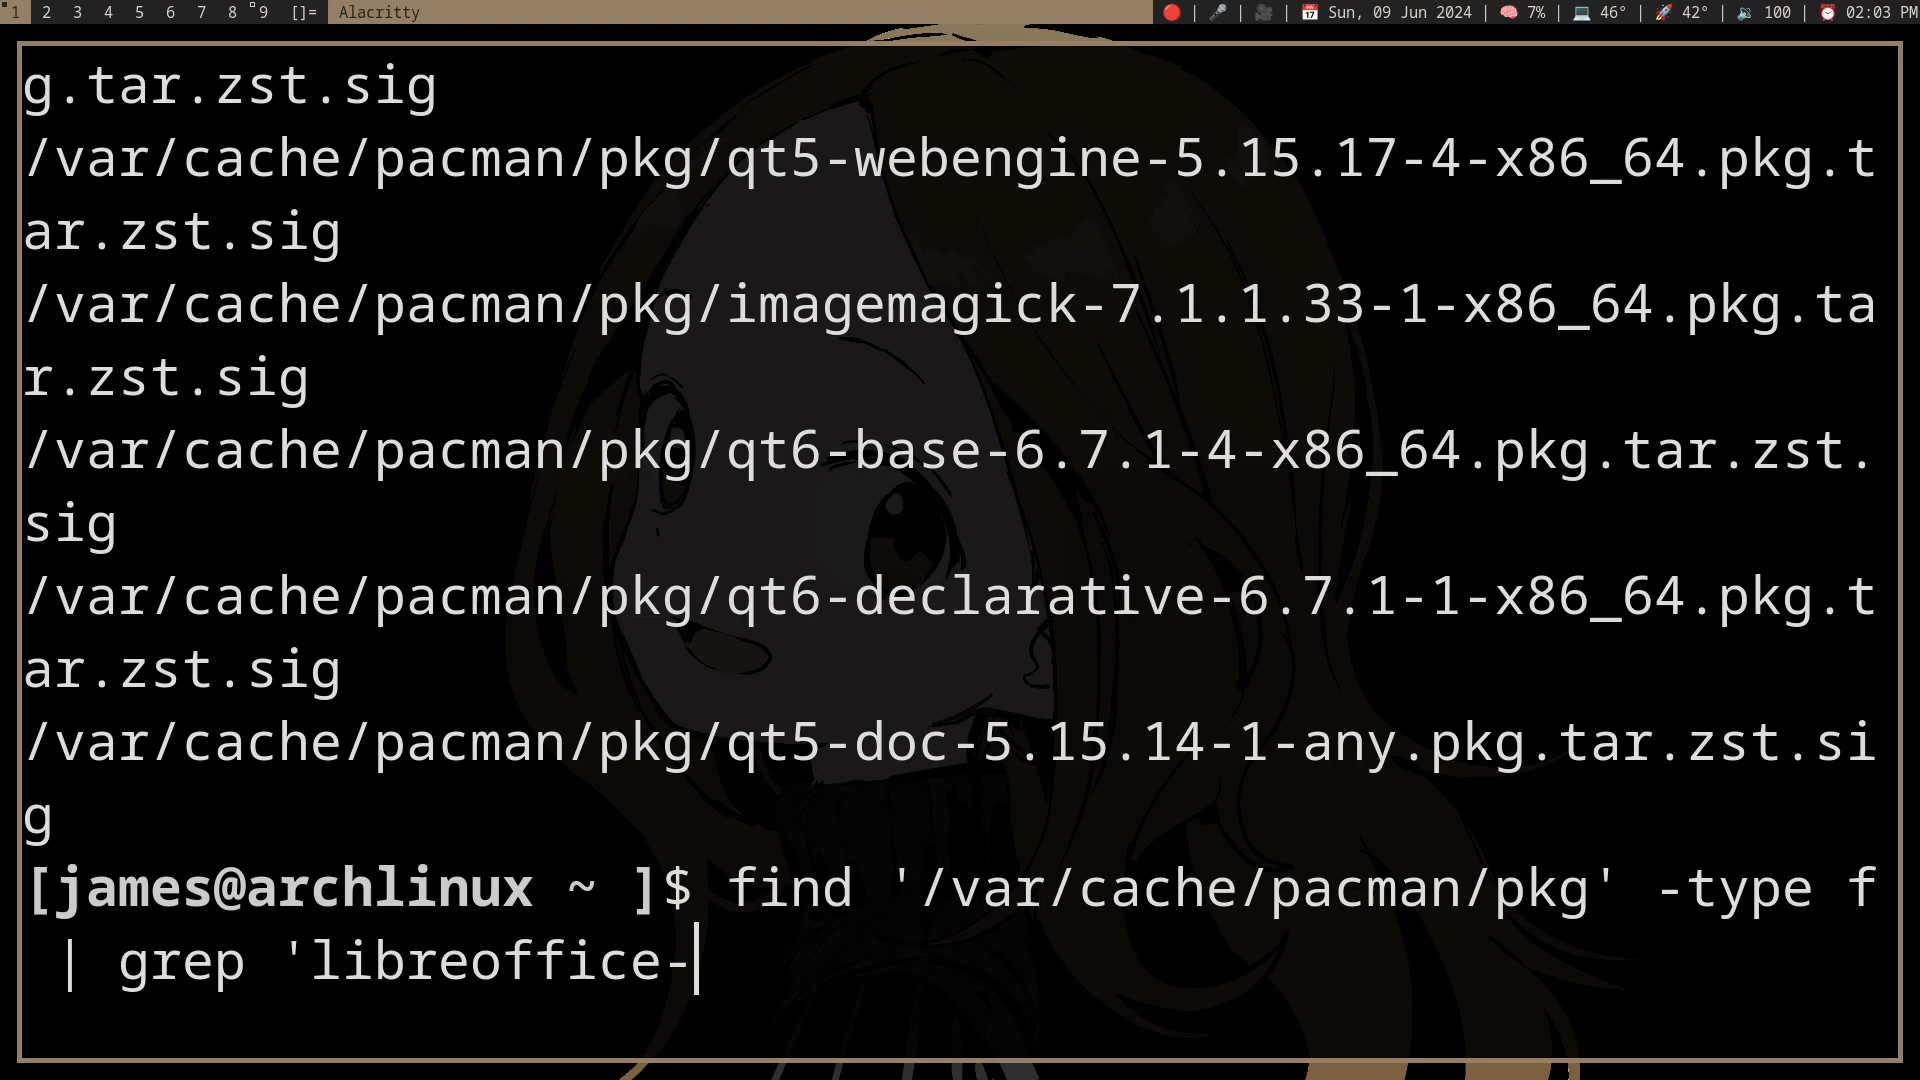 1 2 3 4 5 6 7 8 9 []= Alacritty | | | Sun, 09 Jun 2024 | 7% | 46° | 42° | 100 | 02:03 PM
g.tar.zst.sig
/var/cache/pacman/pkg/qt5-webengine-5.15.17-4-x86_64.pkg.t
ar.zst.sig
/var/cache/pacman/pkg/imagemagick-7.1.1.33-1-x86_64.pkg.ta
r.zst.sig
/var/cache/pacman/pkg/qt6-base-6.7.1-4-x86_64.pkg.tar.zst.
sig
/var/cache/pacman/pkg/qt6-declarative-6.7.1-1-x86_64.pkg.t
ar.zst.sig
/var/cache/pacman/pkg/qt5-doc-5.15.14-1-any.pkg.tar.zst.si
g
[james@archlinux ~ ]$ find '/var/cache/pacman/pkg' -type f
| grep 'libreoffice-